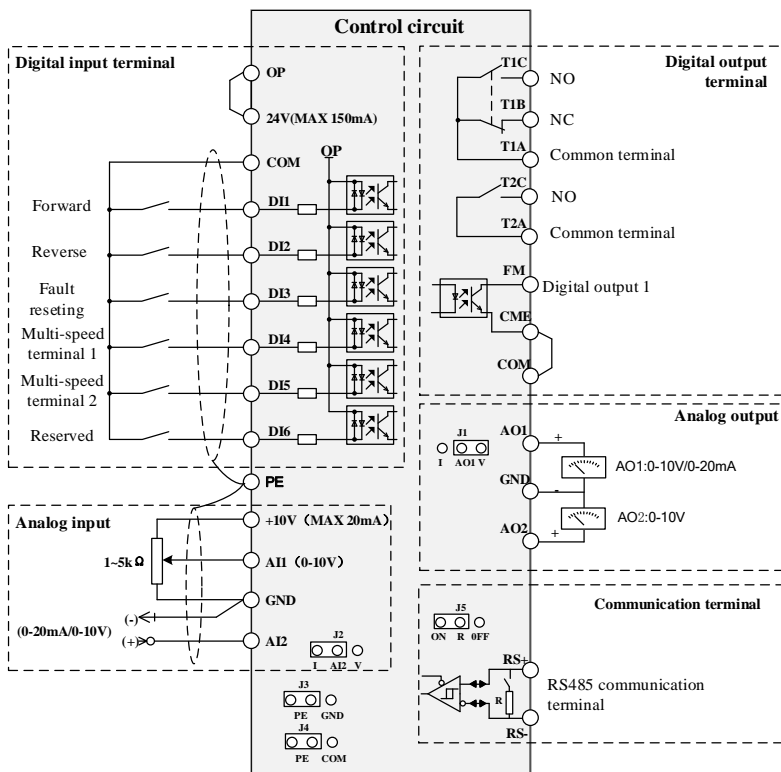 Control circuit
Digital input terminal
OP
24V(MAX 150mA)
COM
OP
Forward
DI1
Reverse
DI2
Fault
reseting
DI3
Multi-speed
terminal 1
DI4
Multi-speed
terminal 2
DI5
Reserved
DI6
PE
Analog input
+10V（MAX 20mA）
1~5kΩ
AI1（0-10V）
GND
(-)
(0-20mA/0-10V)
(+)
AI2
J2
I AI2 V
J3
PE GND
J4
PE COM
Digital output
terminal
T1C
NO
T1B
NC
T1A
Common terminal
T2C
NO
T2A
Common terminal
FM
Digital output 1
CME
COM
Analog output
J1
I AO1 V
AO1
+
AO1:0-10V/0-20mA
GND
-
AO2:0-10V
AO2
+
Communication terminal
J5
ON R 0FF
RS+
R
RS485 communication
terminal
RS-